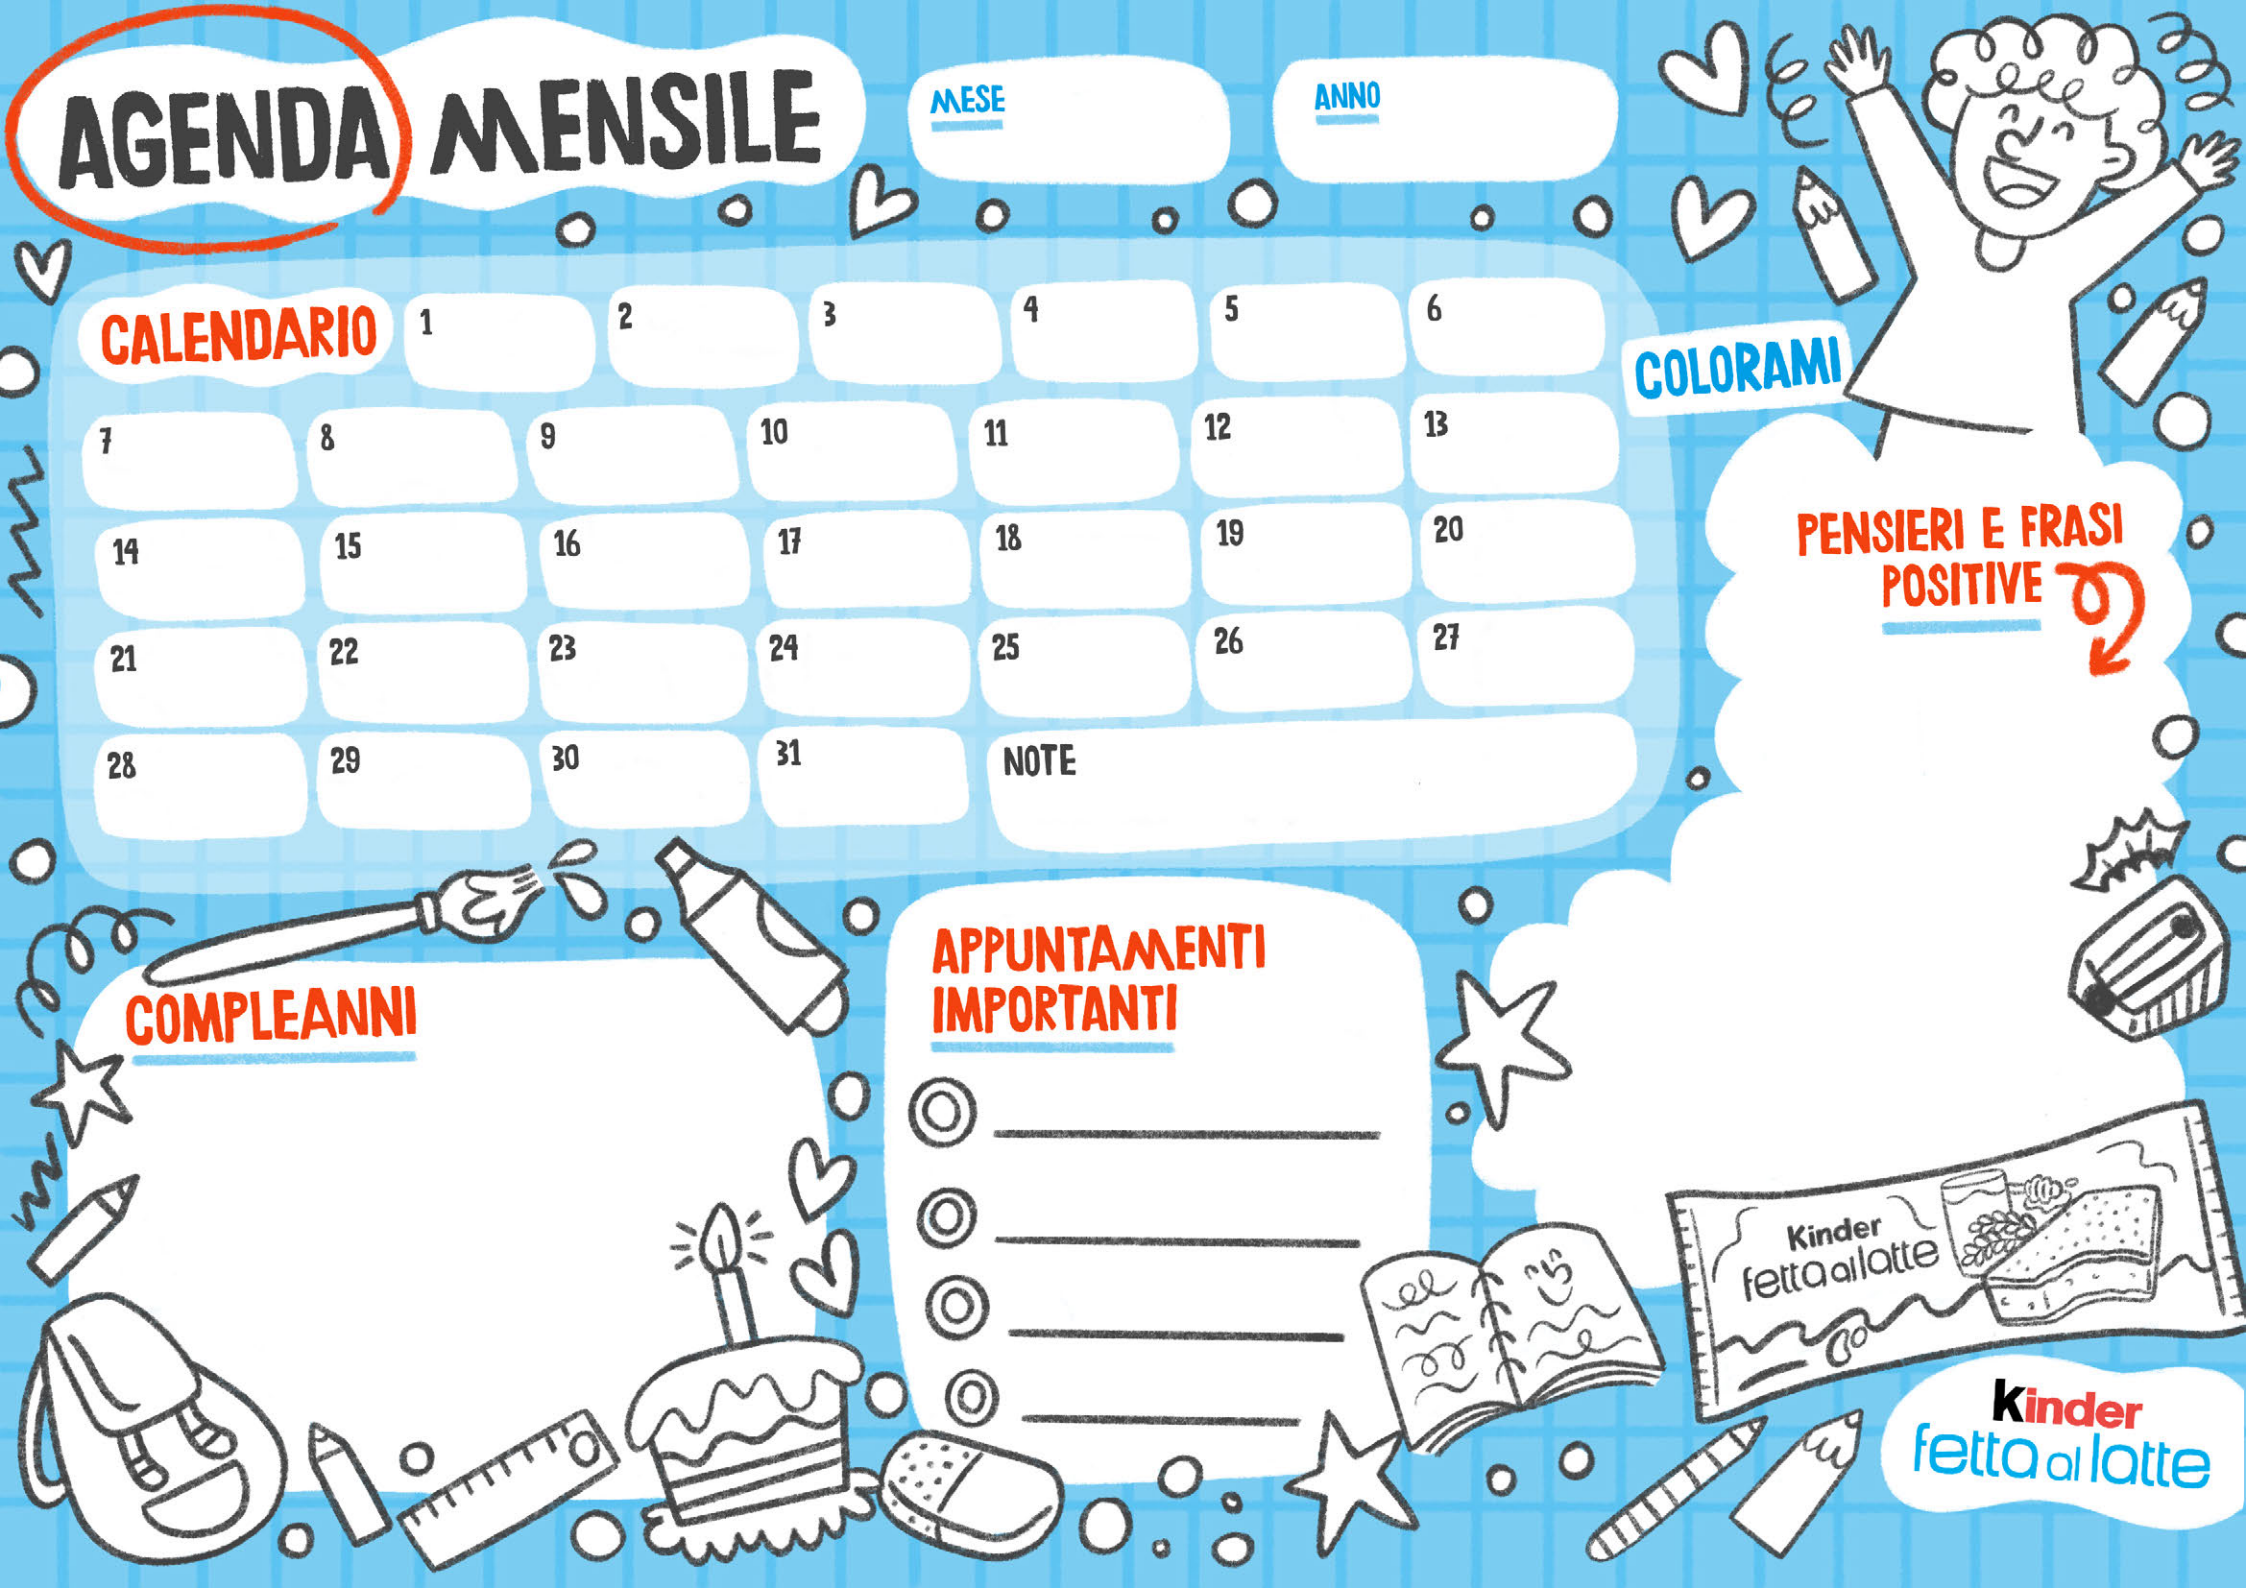 AGENDA MENSILE
MESE
ANNO
CALENDARIO
1
2
3
4
5
6
7
8
9
10
11
12
13
14
15
16
17
18
19
20
21
22
23
24
25
26
27
28
29
30
31
NOTE
COLORAMI
PENSIERI E FRASI
POSITIVE
COMPLEANNI
APPUNTAMENTI
IMPORTANTI
Kinder
fetta al latte
Kinder
fetta al latte